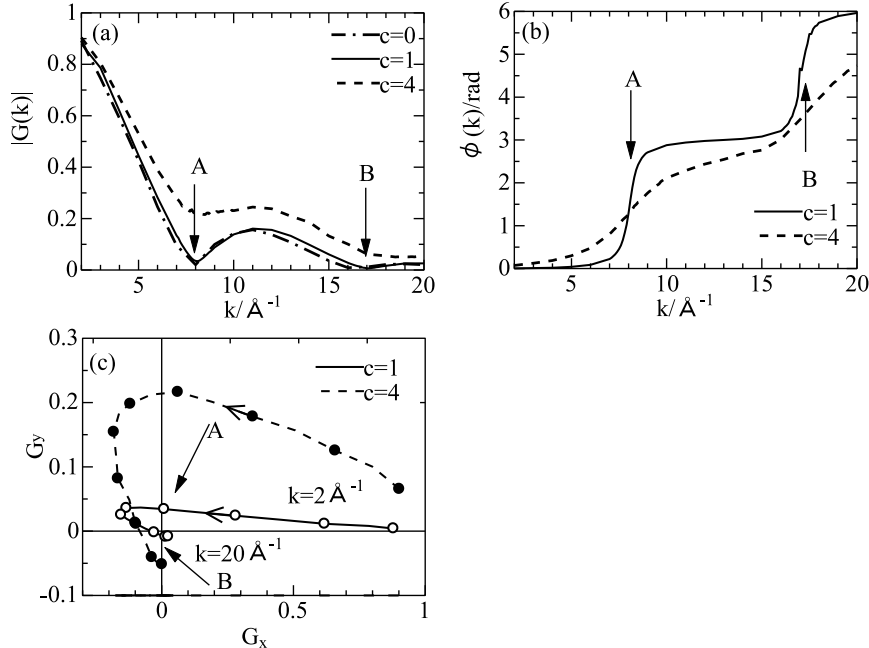 (a)
c=0
c=1
c=4
|G(k)|
1
0.8
0.6
0.4
0.2
0
A
B
5 10 15 20
k/Å⁻¹
(b)
ϕ(k)/rad
6
5
4
3
2
1
0
A
B
c=1
c=4
5 10 15 20
k/Å⁻¹
(c)
c=1
c=4
Gy
0.3
0.2
0.1
0
-0.1
A
k=2Å⁻¹
k=20Å⁻¹
B
0 0.5 1
Gx